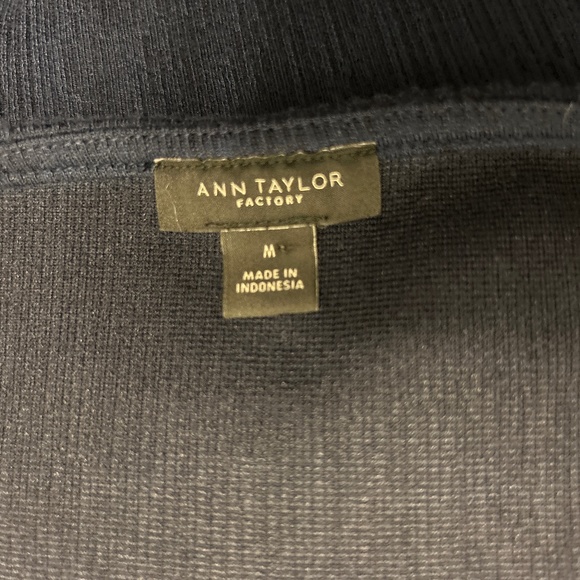 ANN TAYLOR
FACTORY
M
MADE IN
INDONESIA